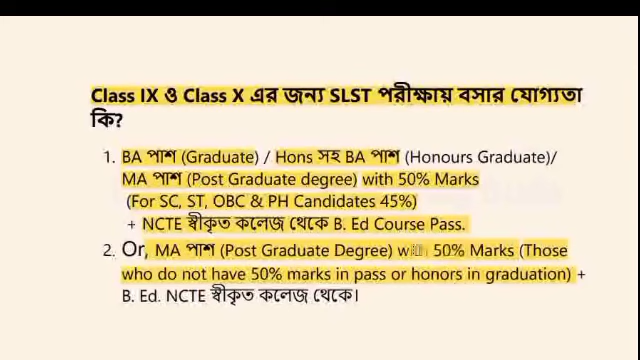 Class IX ও Class X এর জন্য SLST পরীক্ষায় বসার যোগ্যতা
কি?
1. BA পাশ (Graduate) / Hons সহ BA পাশ (Honours Graduate)/
MA পাশ (Post Graduate degree) with 50% Marks
(For SC, ST, OBC & PH Candidates 45%)
+ NCTE স্বীকৃত কলেজ থেকে B. Ed Course Pass.
2. Or, MA পাশ (Post Graduate Degree) with 50% Marks (Those
who do not have 50% marks in pass or honors in graduation) +
B. Ed. NCTE স্বীকৃত কলেজ থেকে।